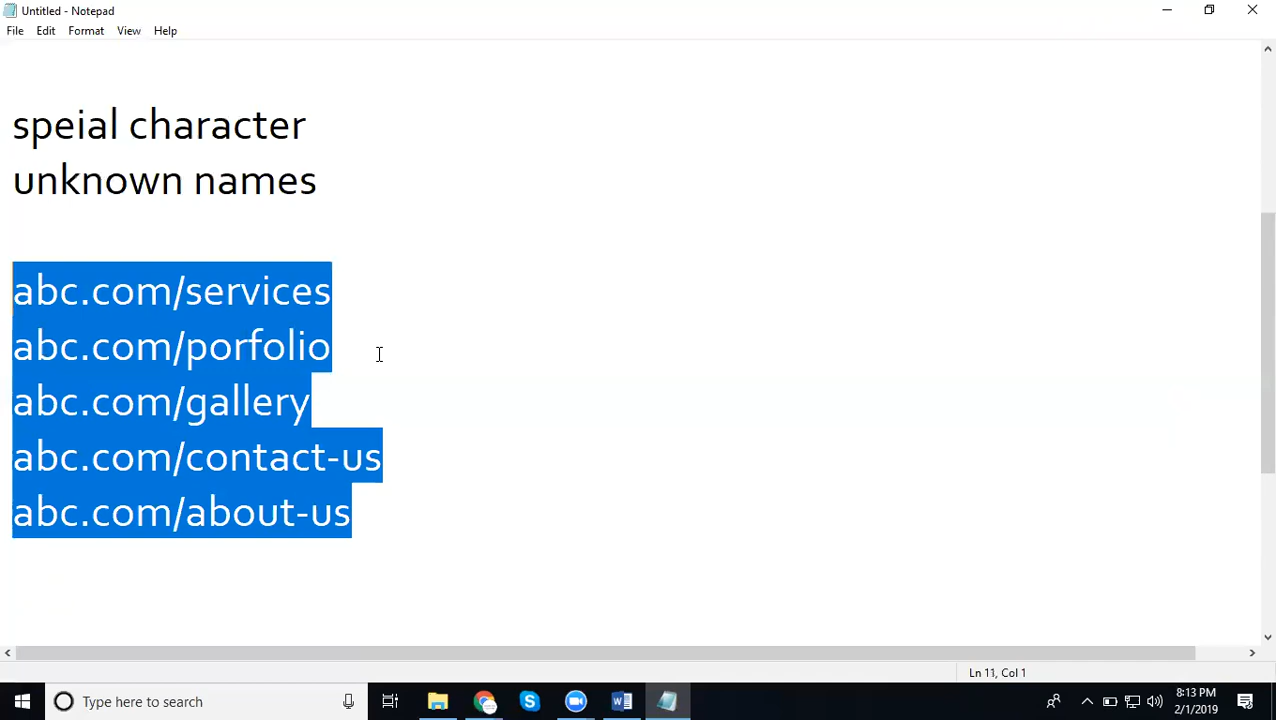 Untitled - Notepad
File Edit Format View Help
speial character
unknown names
abc.com/services
abc.com/porfolio
abc.com/gallery
abc.com/contact-us
abc.com/about-us
Ln 11, Col 1
Type here to search
8:13 PM
2/1/2019